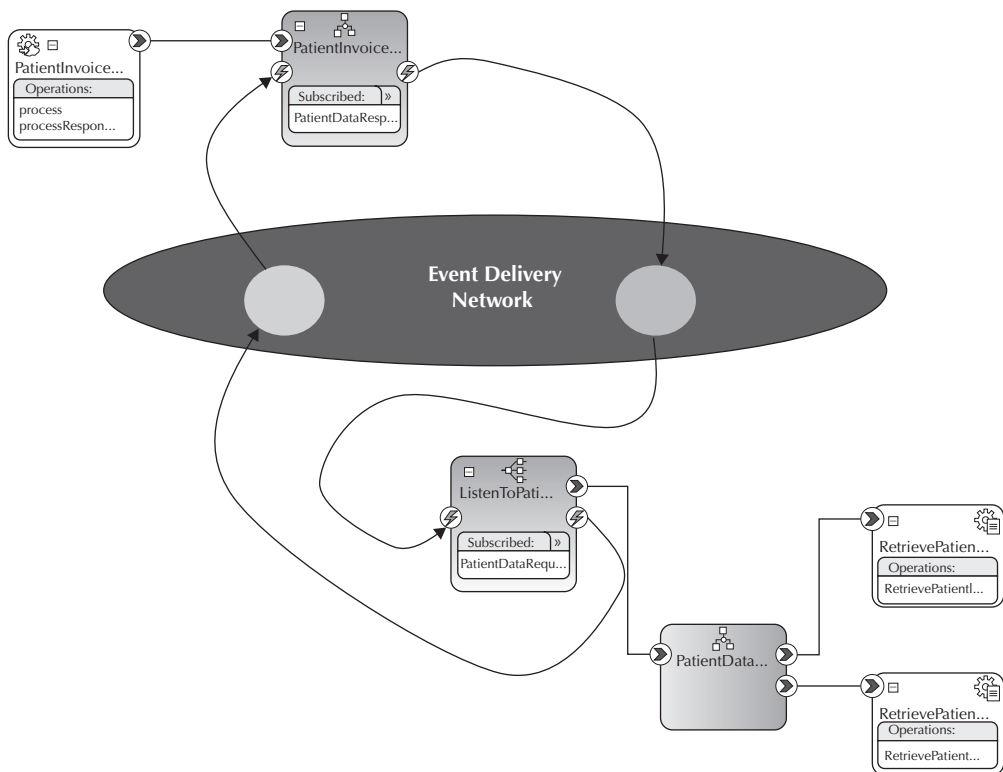 PatientInvoice...
Operations:
process
processRespon...
PatientInvoice...
Subscribed:
»
PatientDataResp...
Event Delivery
Network
ListenToPati...
Subscribed:
»
PatientDataRequ...
PatientData...
RetrievePatien...
Operations:
RetrievePatientI...
RetrievePatien...
Operations:
RetrievePatient...